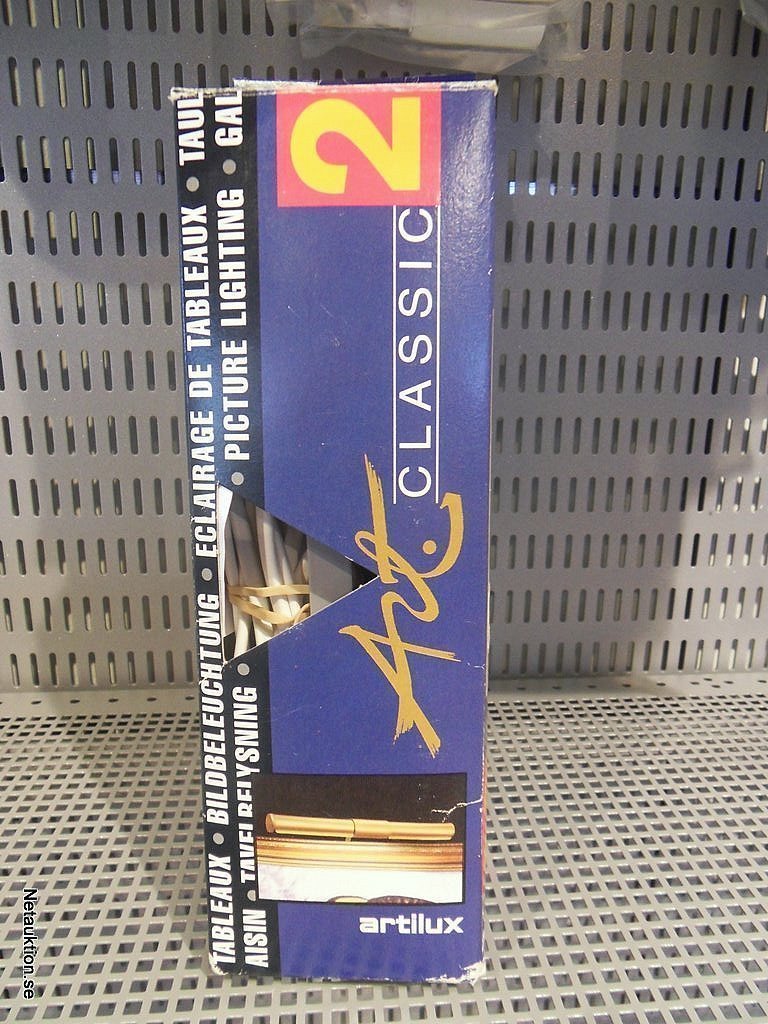 TABLEAUX • BILDBELEUCHTUNG • ECLAIRAGE DE TABLEAUX • TAUL
AISIN • TAVELBELYSNING • PICTURE LIGHTING • GAL
2
CLASSIC
Art.
artilux
Netauktion.se